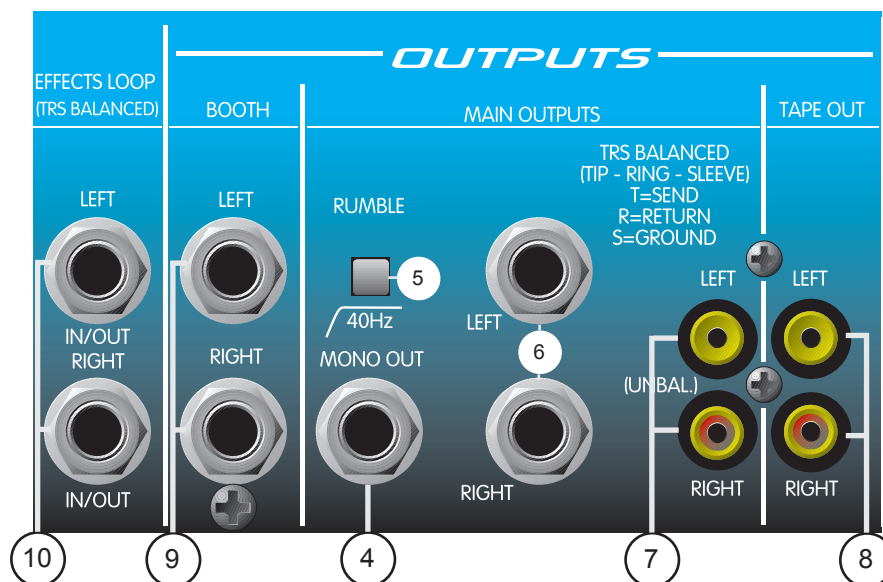 OUTPUTS
EFFECTS LOOP
(TRS BALANCED)
BOOTH
MAIN OUTPUTS
TAPE OUT
TRS BALANCED
(TIP - RING - SLEEVE)
T=SEND
R=RETURN
S=GROUND
LEFT
LEFT
RUMBLE
5
40Hz
LEFT
6
LEFT
LEFT
IN/OUT
RIGHT
RIGHT
MONO OUT
(UNBAL.)
IN/OUT
RIGHT
RIGHT
RIGHT
10
9
4
7
8